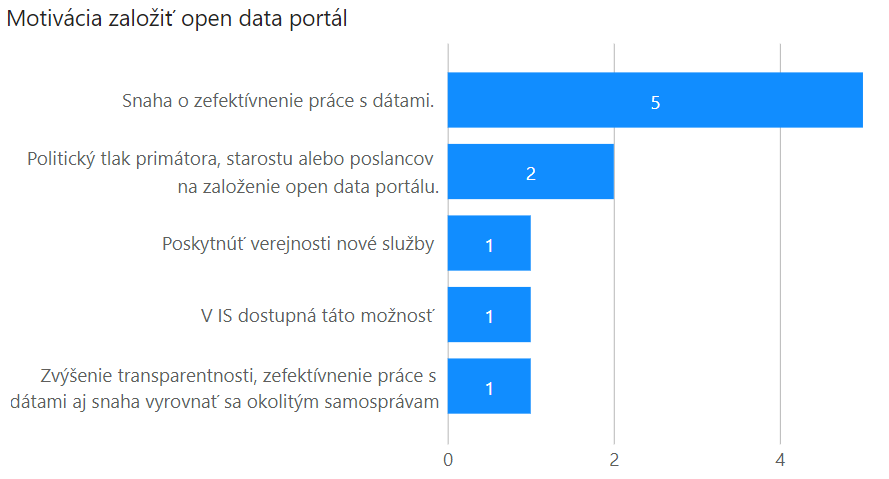 Motivácia založiť open data portál
Snaha o zefektívnenie práce s dátami.
5
Politický tlak primátora, starostu alebo poslancov
na založenie open data portálu.
2
Poskytnúť verejnosti nové služby
1
V IS dostupná táto možnosť
1
Zvýšenie transparentnosti, zefektívnenie práce s
dátami aj snaha vyrovnať sa okolitým samosprávam
1
0 2 4